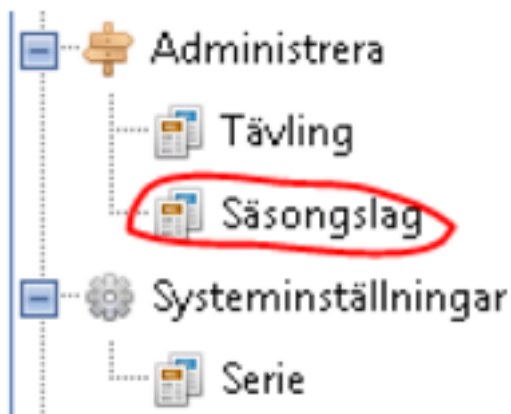 Administrera
Tävling
Säsongslag
Systeminställningar
Serie